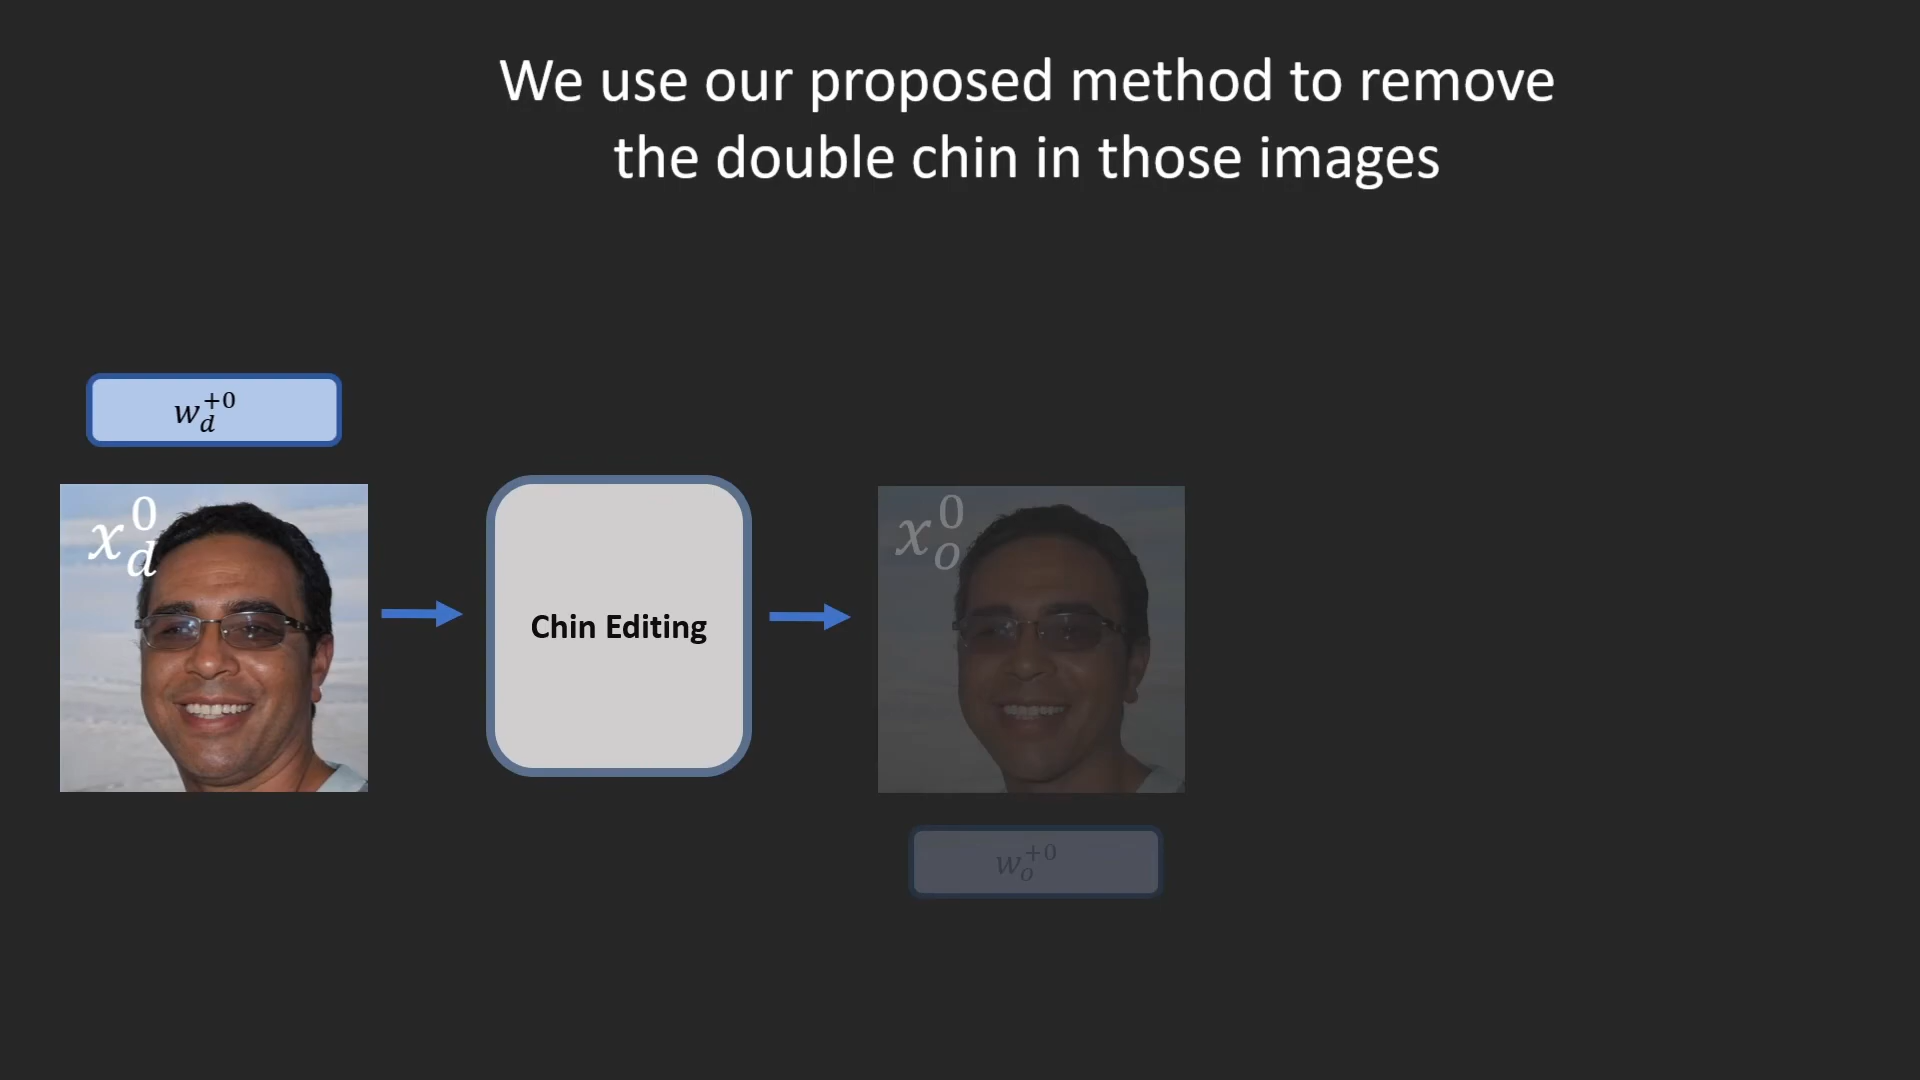 We use our proposed method to remove
the double chin in those images
w_d^{+0}
x_d^0
Chin Editing
x_o^0
w_o^{+0}